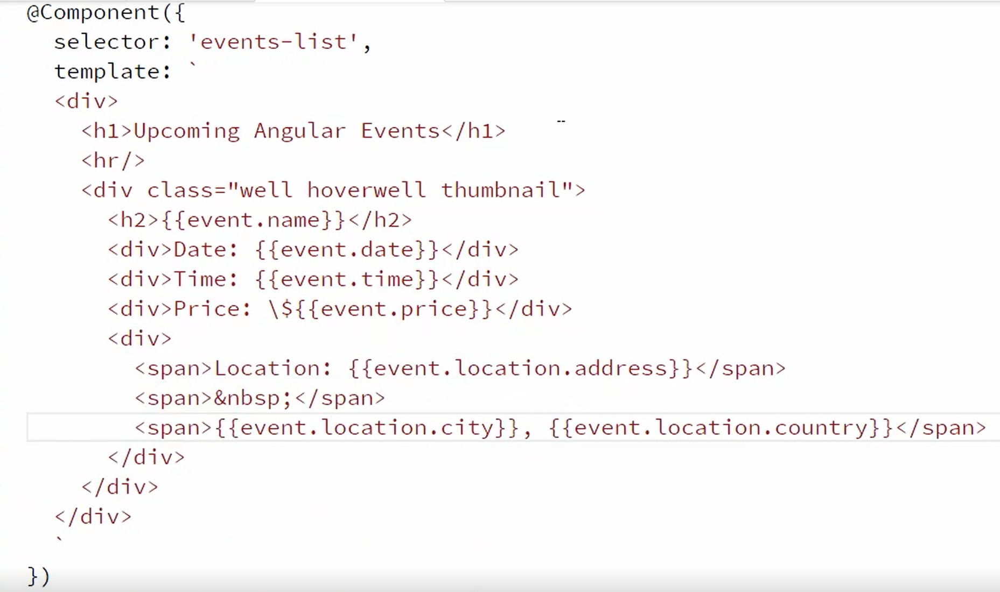 @Component({
  selector: 'events-list',
  template: `
  <div>
    <h1>Upcoming Angular Events</h1>
    <hr/>
    <div class="well hoverwell thumbnail">
      <h2>{{event.name}}</h2>
      <div>Date: {{event.date}}</div>
      <div>Time: {{event.time}}</div>
      <div>Price: \${{event.price}}</div>
      <div>
        <span>Location: {{event.location.address}}</span>
        <span>&nbsp;</span>
        <span>{{event.location.city}}, {{event.location.country}}</span>
      </div>
    </div>
  </div>
  `
})